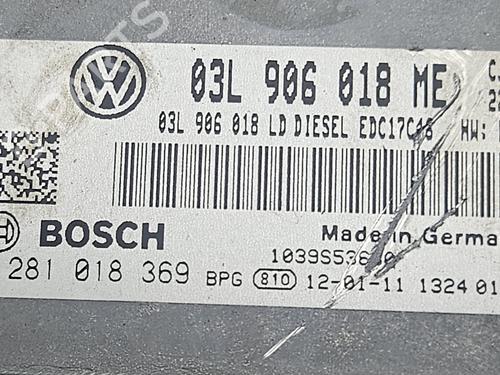 03L 906 018 ME
03L 906 018 LD DIESEL EDC17C46 HW:
BOSCH
Made in Germa
281 018 369 BPG 810 12-01-11 1324 01